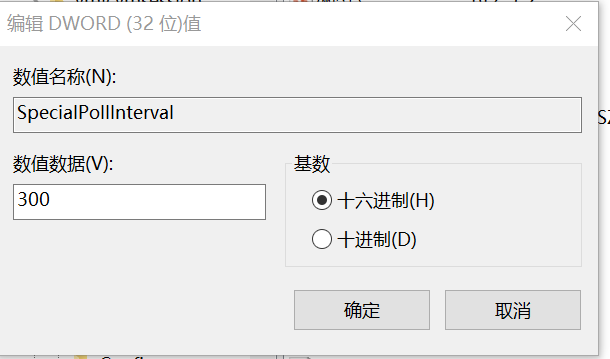 编辑 DWORD (32 位)值
数值名称(N):
SpecialPollInterval
数值数据(V):
300
基数
十六进制(H)
十进制(D)
确定
取消